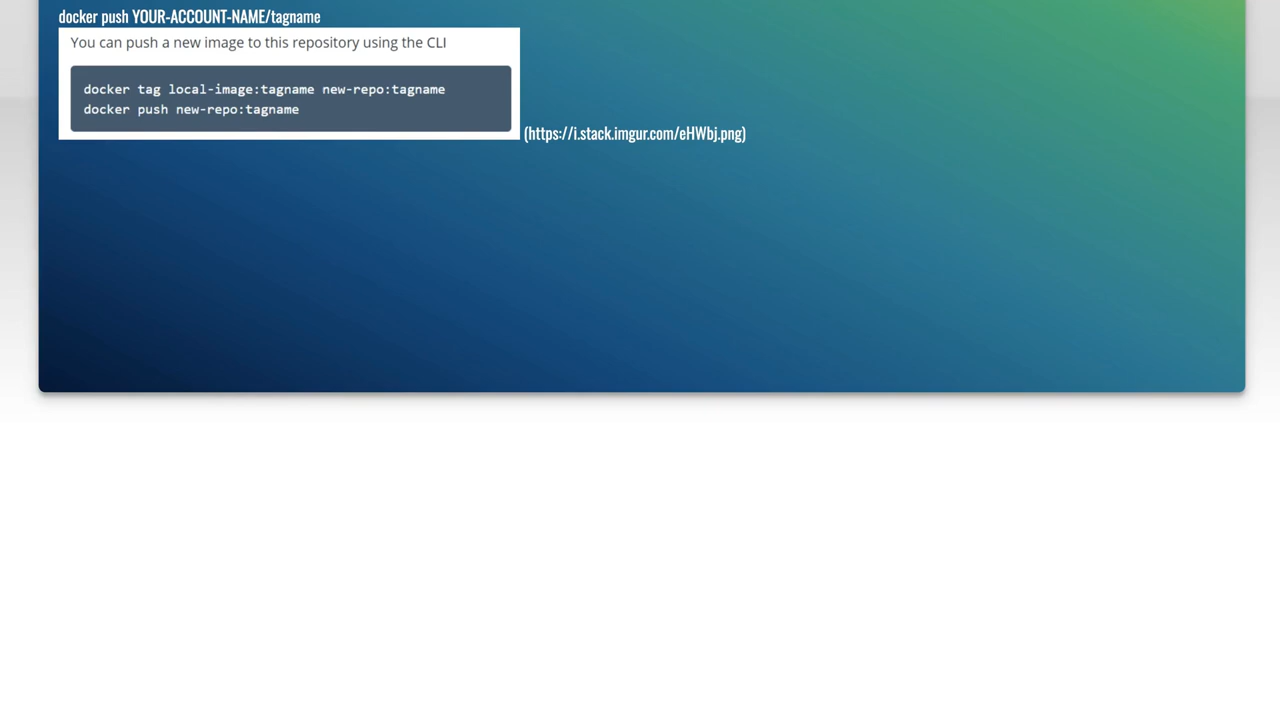 docker push YOUR-ACCOUNT-NAME/tagname
You can push a new image to this repository using the CLI
docker tag local-image:tagname new-repo:tagname
docker push new-repo:tagname
(https://i.stack.imgur.com/eHWbj.png)